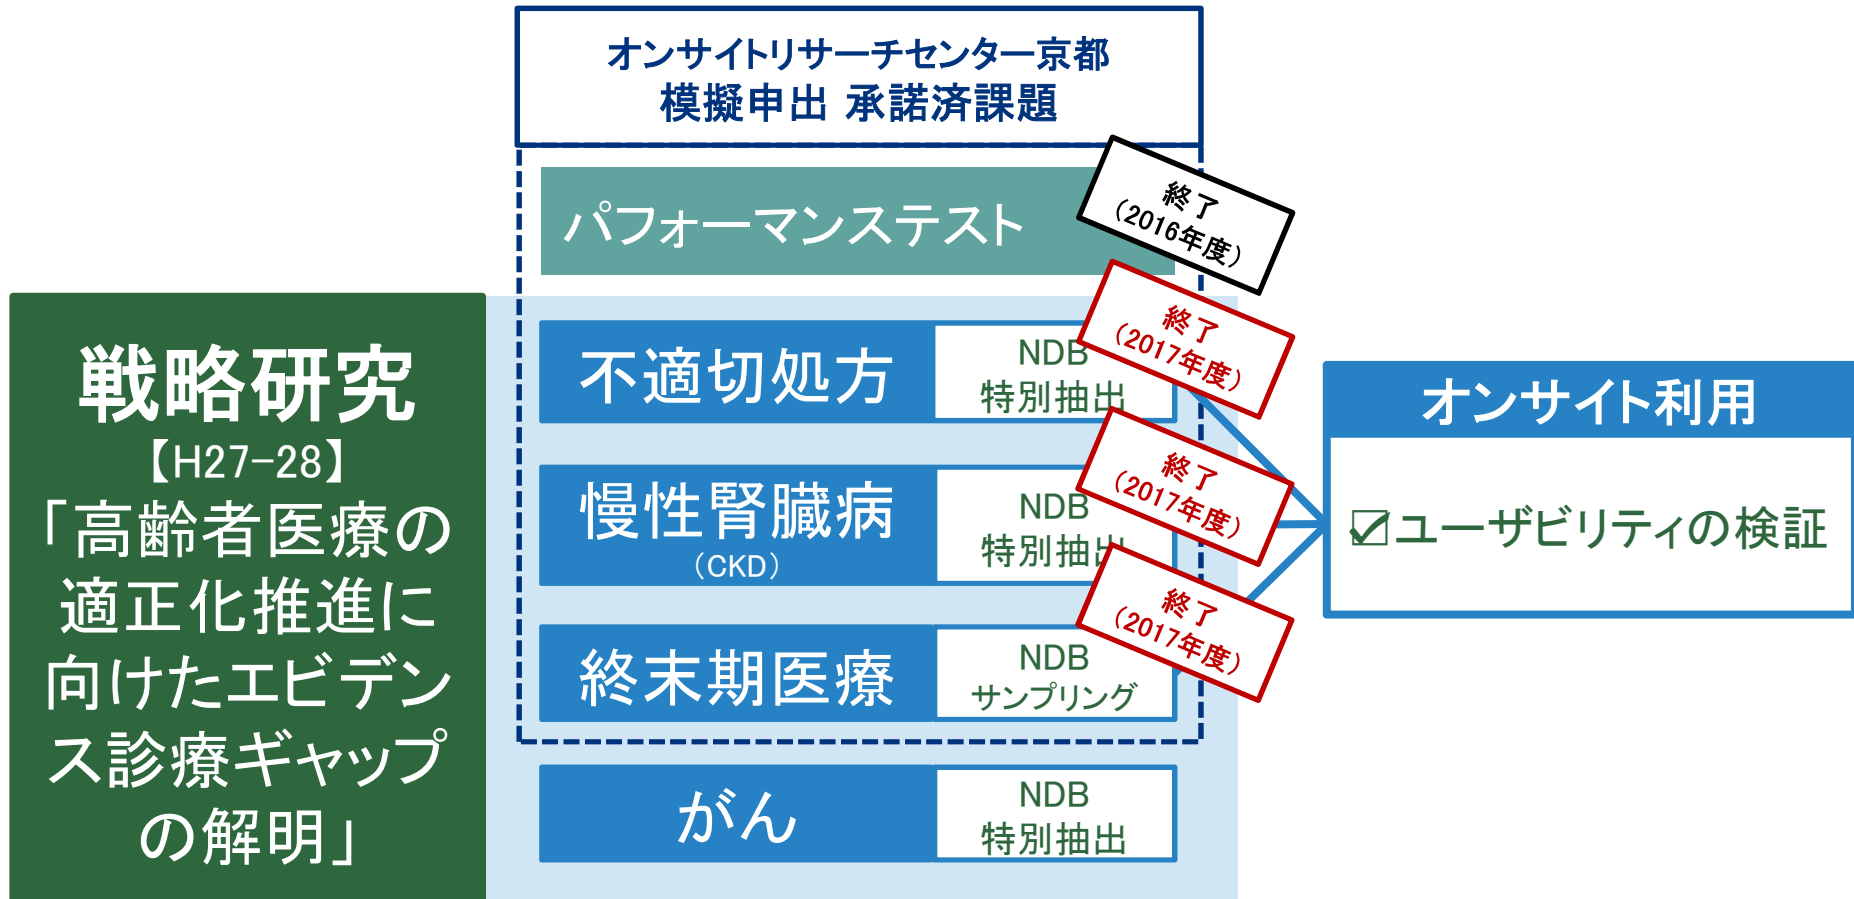 オンサイトリサーチセンター京都
模擬申出 承諾済課題
パフォーマンステスト
終了
（2016年度）
戦略研究
【H27-28】
「高齢者医療の
適正化推進に
向けたエビデン
ス診療ギャップ
の解明」
不適切処方
NDB
特別抽出
終了
（2017年度）
慢性腎臓病
（CKD）
NDB
特別抽出
終了
（2017年度）
終末期医療
NDB
サンプリング
終了
（2017年度）
がん
NDB
特別抽出
オンサイト利用
☑ユーザビリティの検証